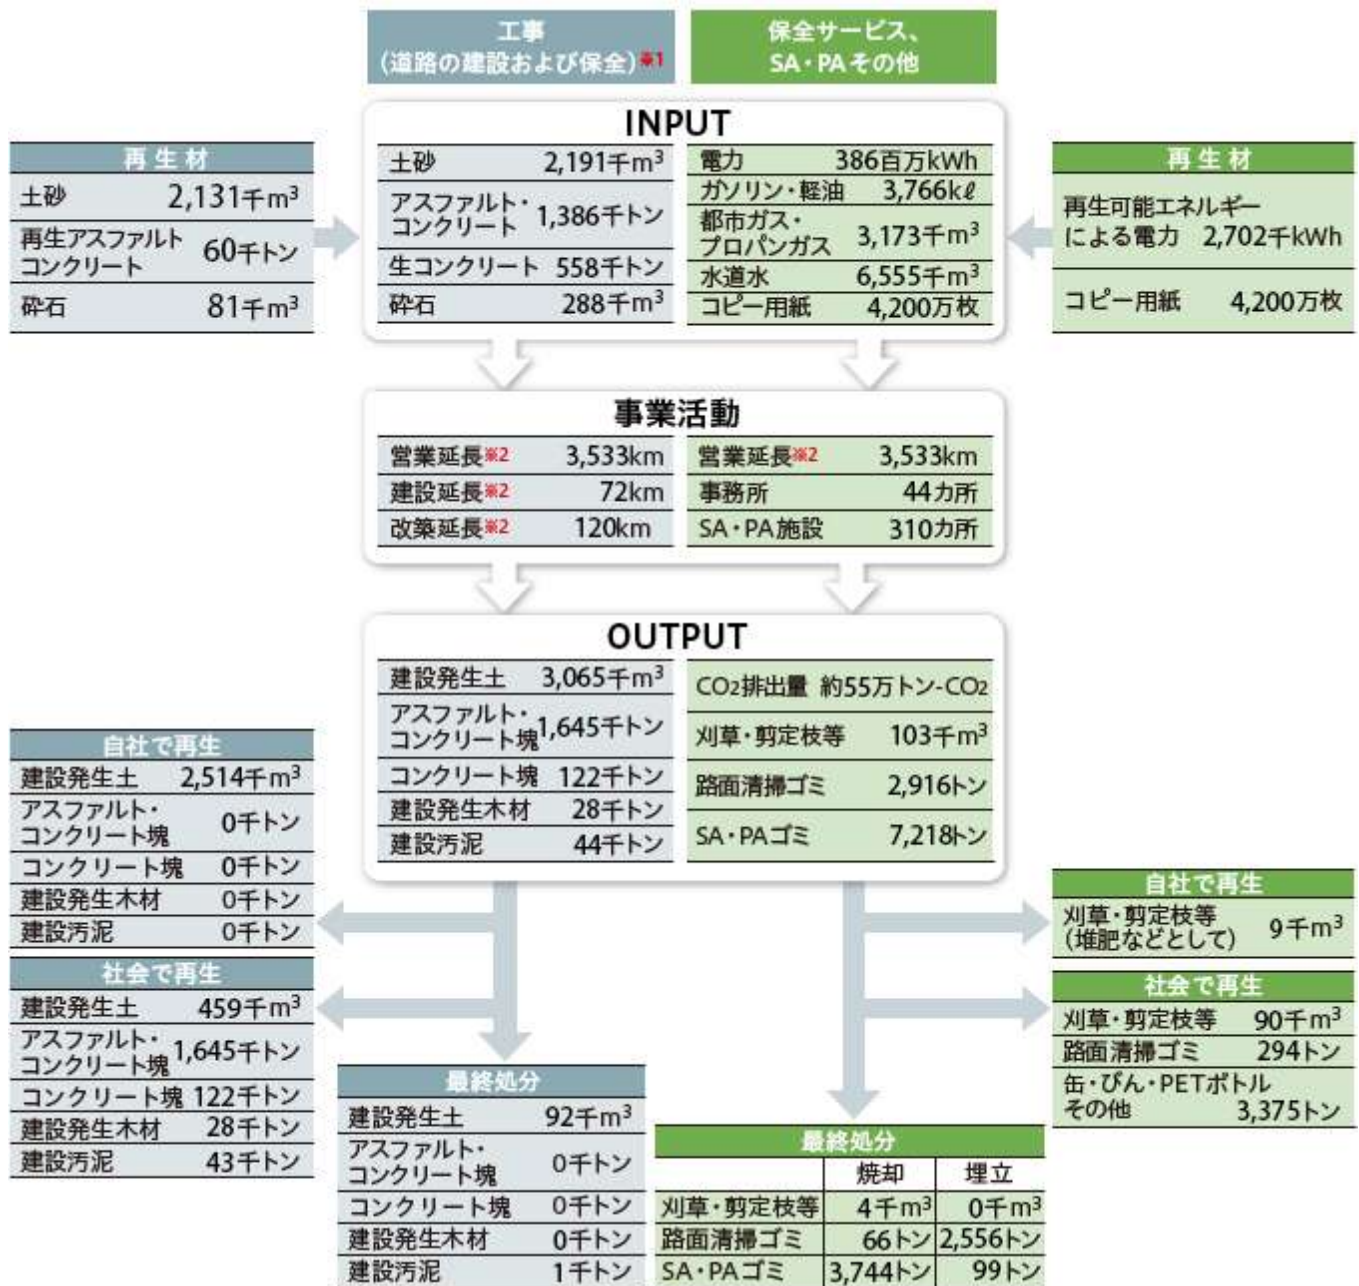 工事
(道路の建設および保全)※1
保全サービス、
SA・PAその他
INPUT
土砂 2,191千m³
アスファルト・
コンクリート 1,386千トン
生コンクリート 558千トン
砕石 288千m³
電力 386百万kWh
ガソリン・軽油 3,766kℓ
都市ガス・
プロパンガス 3,173千m³
水道水 6,555千m³
コピー用紙 4,200万枚
再生材
土砂 2,131千m³
再生アスファルト
コンクリート 60千トン
砕石 81千m³
再生材
再生可能エネルギー
による電力 2,702千kWh
コピー用紙 4,200万枚
事業活動
営業延長※2 3,533km
建設延長※2 72km
改築延長※2 120km
営業延長※2 3,533km
事務所 44カ所
SA・PA施設 310カ所
OUTPUT
建設発生土 3,065千m³
アスファルト・
コンクリート塊 1,645千トン
コンクリート塊 122千トン
建設発生木材 28千トン
建設汚泥 44千トン
CO₂排出量 約55万トン-CO₂
刈草・剪定枝等 103千m³
路面清掃ゴミ 2,916トン
SA・PAゴミ 7,218トン
自社で再生
建設発生土 2,514千m³
アスファルト・
コンクリート塊 0千トン
コンクリート塊 0千トン
建設発生木材 0千トン
建設汚泥 0千トン
社会で再生
建設発生土 459千m³
アスファルト・
コンクリート塊 1,645千トン
コンクリート塊 122千トン
建設発生木材 28千トン
建設汚泥 43千トン
最終処分
建設発生土 92千m³
アスファルト・
コンクリート塊 0千トン
コンクリート塊 0千トン
建設発生木材 0千トン
建設汚泥 1千トン
自社で再生
刈草・剪定枝等
(堆肥などとして) 9千m³
社会で再生
刈草・剪定枝等 90千m³
路面清掃ゴミ 294トン
缶・びん・PETボトル
その他 3,375トン
最終処分
焼却 埋立
刈草・剪定枝等 4千m³ 0千m³
路面清掃ゴミ 66トン 2,556トン
SA・PAゴミ 3,744トン 99トン